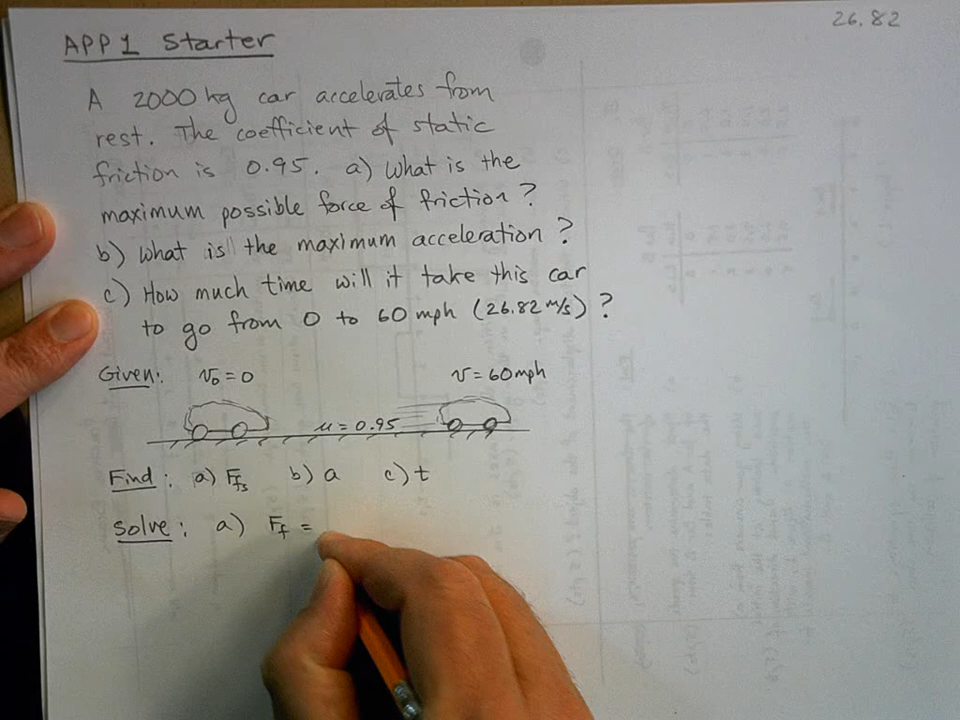 26.82
APP 1 Starter
A 2000 kg car accelerates from
rest. The coefficient of static
friction is 0.95. a) What is the
maximum possible force of friction?
b) What is the maximum acceleration?
c) How much time will it take this car
to go from 0 to 60 mph (26.82 m/s)?
Given: v₀ = 0 v = 60 mph
μ = 0.95
Find: a) Ffs b) a c) t
Solve: a) Ff =